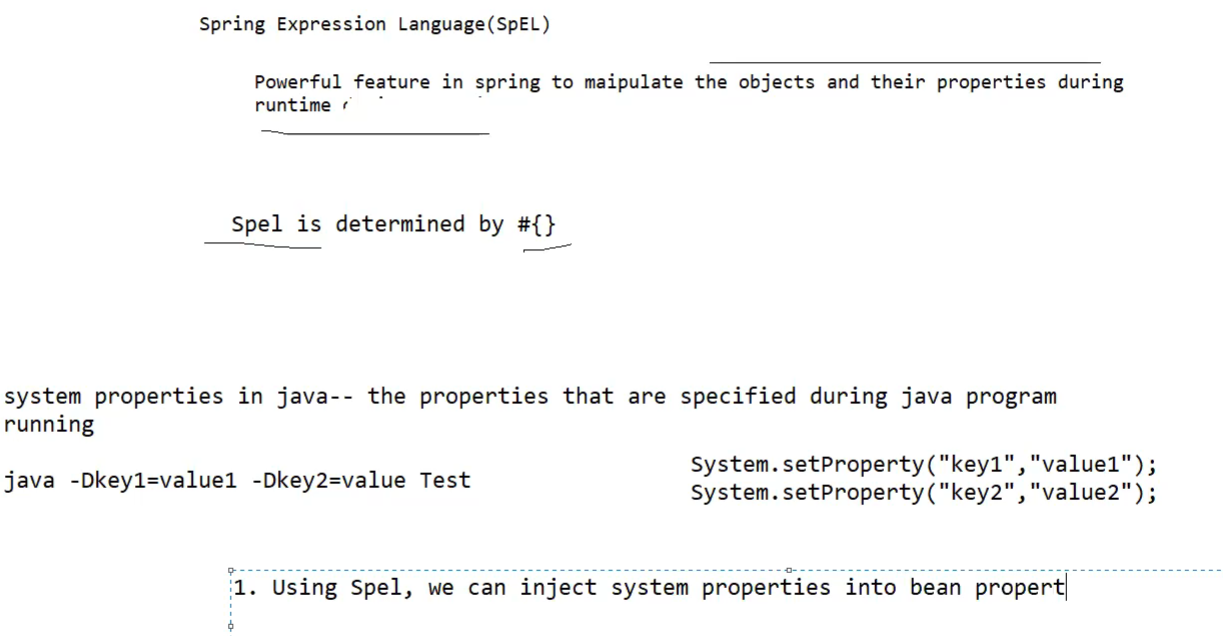 Spring Expression Language(SpEL)
Powerful feature in spring to maipulate the objects and their properties during
runtime
Spel is determined by #{}
system properties in java-- the properties that are specified during java program
running
java -Dkey1=value1 -Dkey2=value Test
System.setProperty("key1","value1");
System.setProperty("key2","value2");
1. Using Spel, we can inject system properties into bean propert